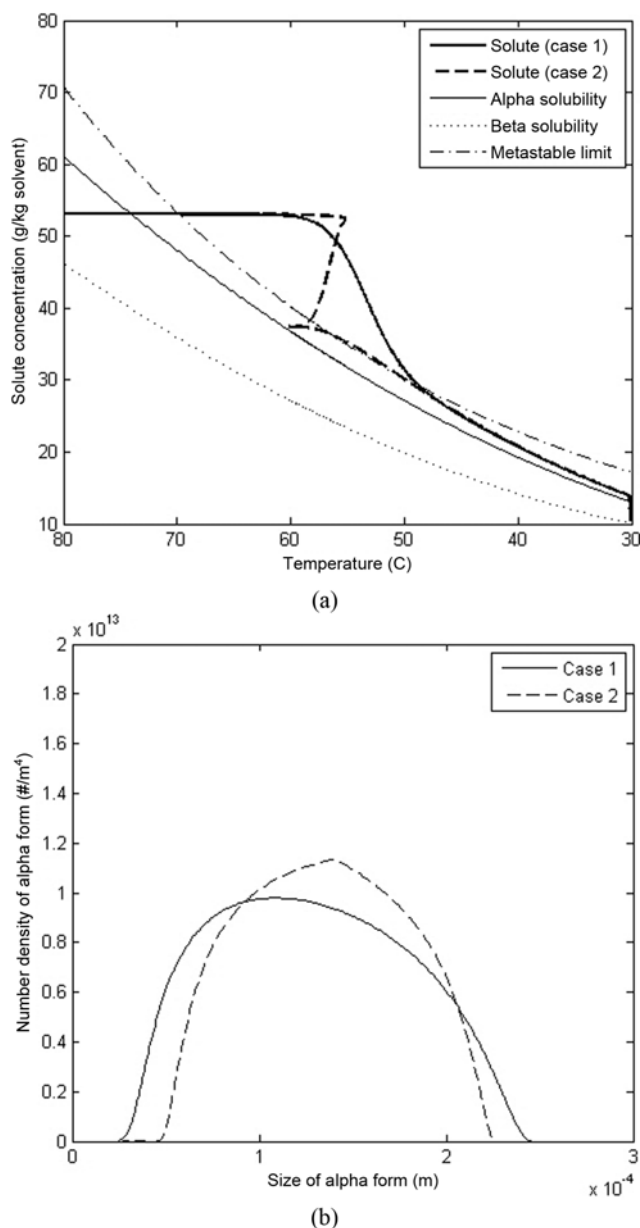 80
70
60
50
40
30
20
10
Solute concentration (g/kg solvent)
Solute (case 1)
Solute (case 2)
Alpha solubility
Beta solubility
Metastable limit
80 70 60 50 40 30
Temperature (C)
(a)
x 10^13
2
1.8
1.6
1.4
1.2
1
0.8
0.6
0.4
0.2
0
Number density of alpha form (#/m^4)
Case 1
Case 2
0 1 2 3
Size of alpha form (m)
x 10^-4
(b)